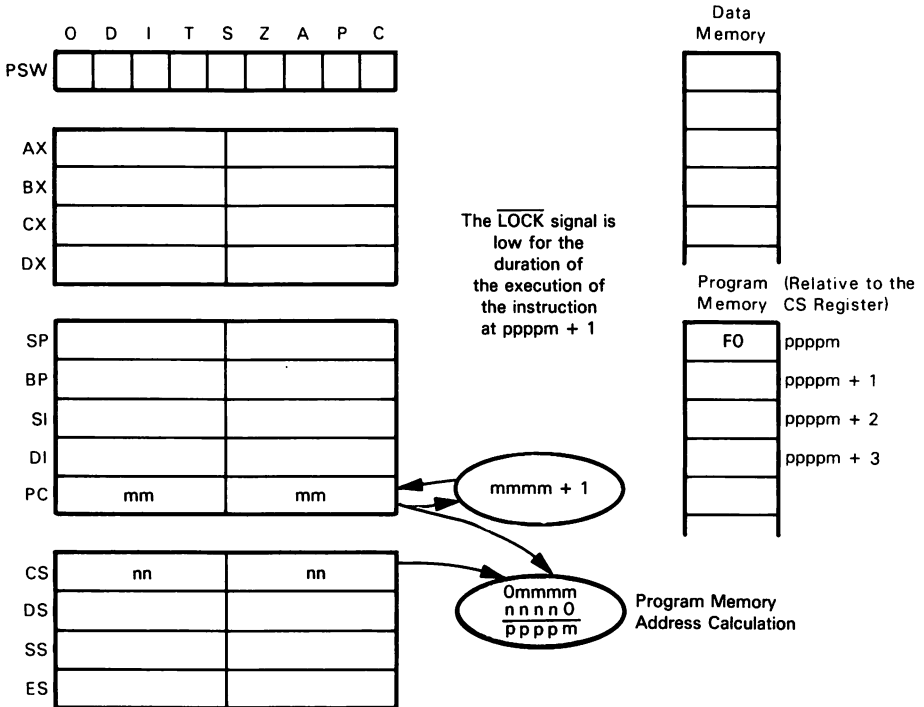 O D I T S Z A P C
PSW
AX
BX
CX
DX
SP
BP
SI
DI
PC mm mm
CS nn nn
DS
SS
ES
The LOCK signal is
low for the
duration of
the execution of
the instruction
at ppppm + 1
mmmm + 1
0mmmm
nnnn0
ppppm
Program Memory
Address Calculation
Data
Memory
Program (Relative to the
Memory CS Register)
F0 ppppm
ppppm + 1
ppppm + 2
ppppm + 3